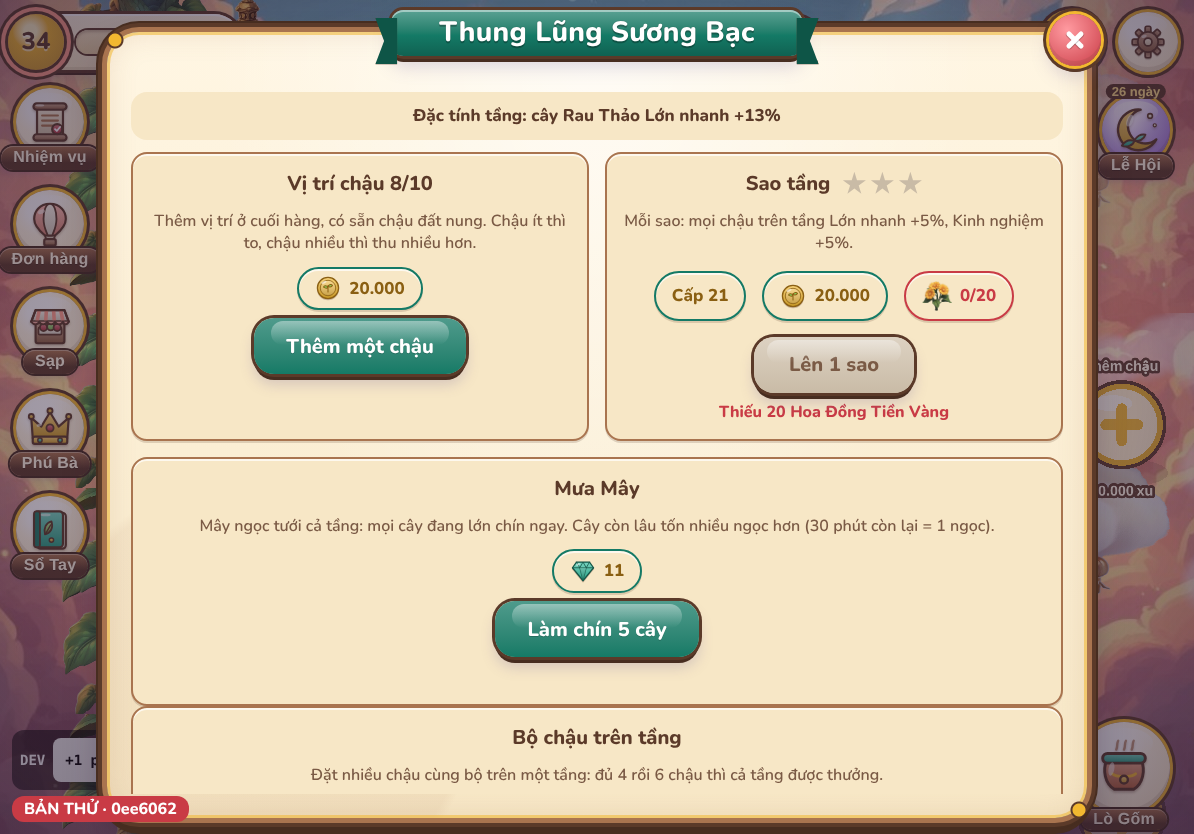 Thung Lũng Sương Bạc
34
26 ngày
Nhiệm vụ
Lễ Hội
Đơn hàng
Sạp
Phú Bà
Sổ Tay
Đặc tính tầng: cây Rau Thảo Lớn nhanh +13%
Vị trí chậu 8/10
Thêm vị trí ở cuối hàng, có sẵn chậu đất nung. Chậu ít thì
to, chậu nhiều thì thu nhiều hơn.
20.000
Thêm một chậu
Sao tầng
Mỗi sao: mọi chậu trên tầng Lớn nhanh +5%, Kinh nghiệm
+5%.
Cấp 21
20.000
0/20
Lên 1 sao
Thiếu 20 Hoa Đồng Tiền Vàng
chậu
0.000 xu
Mưa Mây
Mây ngọc tưới cả tầng: mọi cây đang lớn chín ngay. Cây còn lâu tốn nhiều ngọc hơn (30 phút còn lại = 1 ngọc).
11
Làm chín 5 cây
Bộ chậu trên tầng
Đặt nhiều chậu cùng bộ trên một tầng: đủ 4 rồi 6 chậu thì cả tầng được thưởng.
DEV
+1
BẢN THỬ · 0ee6062
Lò Gốm